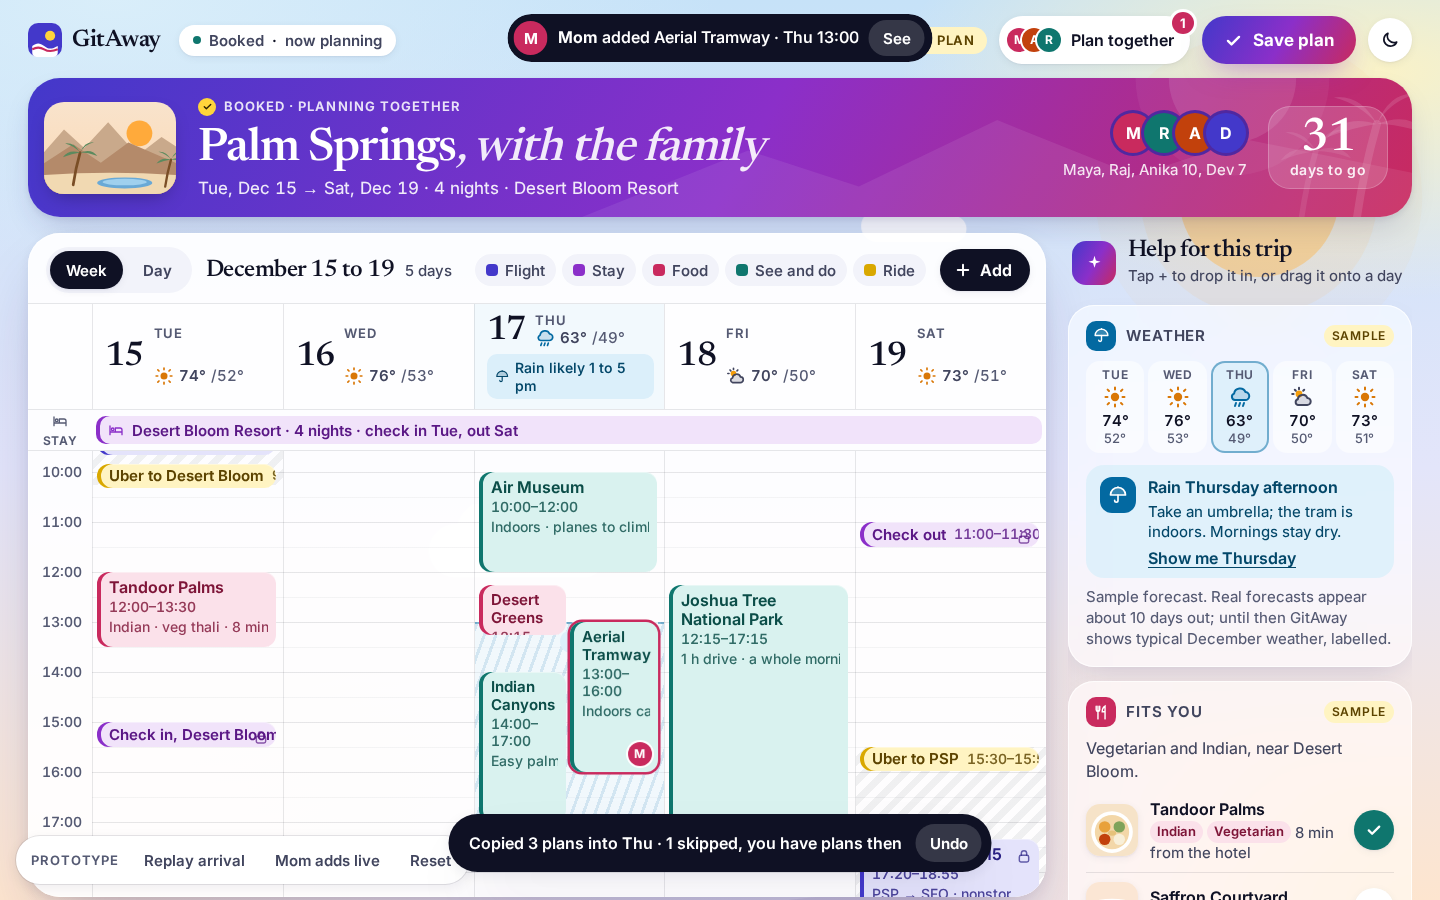 GitAway
Booked · now planning
M
Mom added Aerial Tramway · Thu 13:00
See
PLAN
R
Plan together
1
Save plan
BOOKED · PLANNING TOGETHER
Palm Springs, with the family
Tue, Dec 15 → Sat, Dec 19 · 4 nights · Desert Bloom Resort
M R A D
Maya, Raj, Anika 10, Dev 7
31
days to go
Week
Day
December 15 to 19
5 days
Flight
Stay
Food
See and do
Ride
+ Add
15 TUE
74° /52°
16 WED
76° /53°
17 THU
63° /49°
Rain likely 1 to 5
pm
18 FRI
70° /50°
19 SAT
73° /51°
STAY
Desert Bloom Resort · 4 nights · check in Tue, out Sat
10:00
11:00
12:00
13:00
14:00
15:00
16:00
17:00
Uber to Desert Bloom
Tandoor Palms
12:00–13:30
Indian · veg thali · 8 min
Check in, Desert Bloom
Air Museum
10:00–12:00
Indoors · planes to climb
Desert
Greens
Indian
Canyons
14:00–
17:00
Easy palm
Aerial
Tramway
13:00–
16:00
Indoors ca
M
Joshua Tree
National Park
12:15–17:15
1 h drive · a whole morni
Check out 11:00–11:30
Uber to PSP 15:30–15:
15
17:20–18:55
PSP → SFO · nonstop
PROTOTYPE
Replay arrival
Mom adds live
Reset
Copied 3 plans into Thu · 1 skipped, you have plans then
Undo
Help for this trip
Tap + to drop it in, or drag it onto a day
WEATHER
SAMPLE
TUE
74°
52°
WED
76°
53°
THU
63°
49°
FRI
70°
50°
SAT
73°
51°
Rain Thursday afternoon
Take an umbrella; the tram is
indoors. Mornings stay dry.
Show me Thursday
Sample forecast. Real forecasts appear
about 10 days out; until then GitAway
shows typical December weather, labelled.
FITS YOU
SAMPLE
Vegetarian and Indian, near Desert
Bloom.
Tandoor Palms
Indian Vegetarian 8 min
from the hotel
Saffron Courtyard